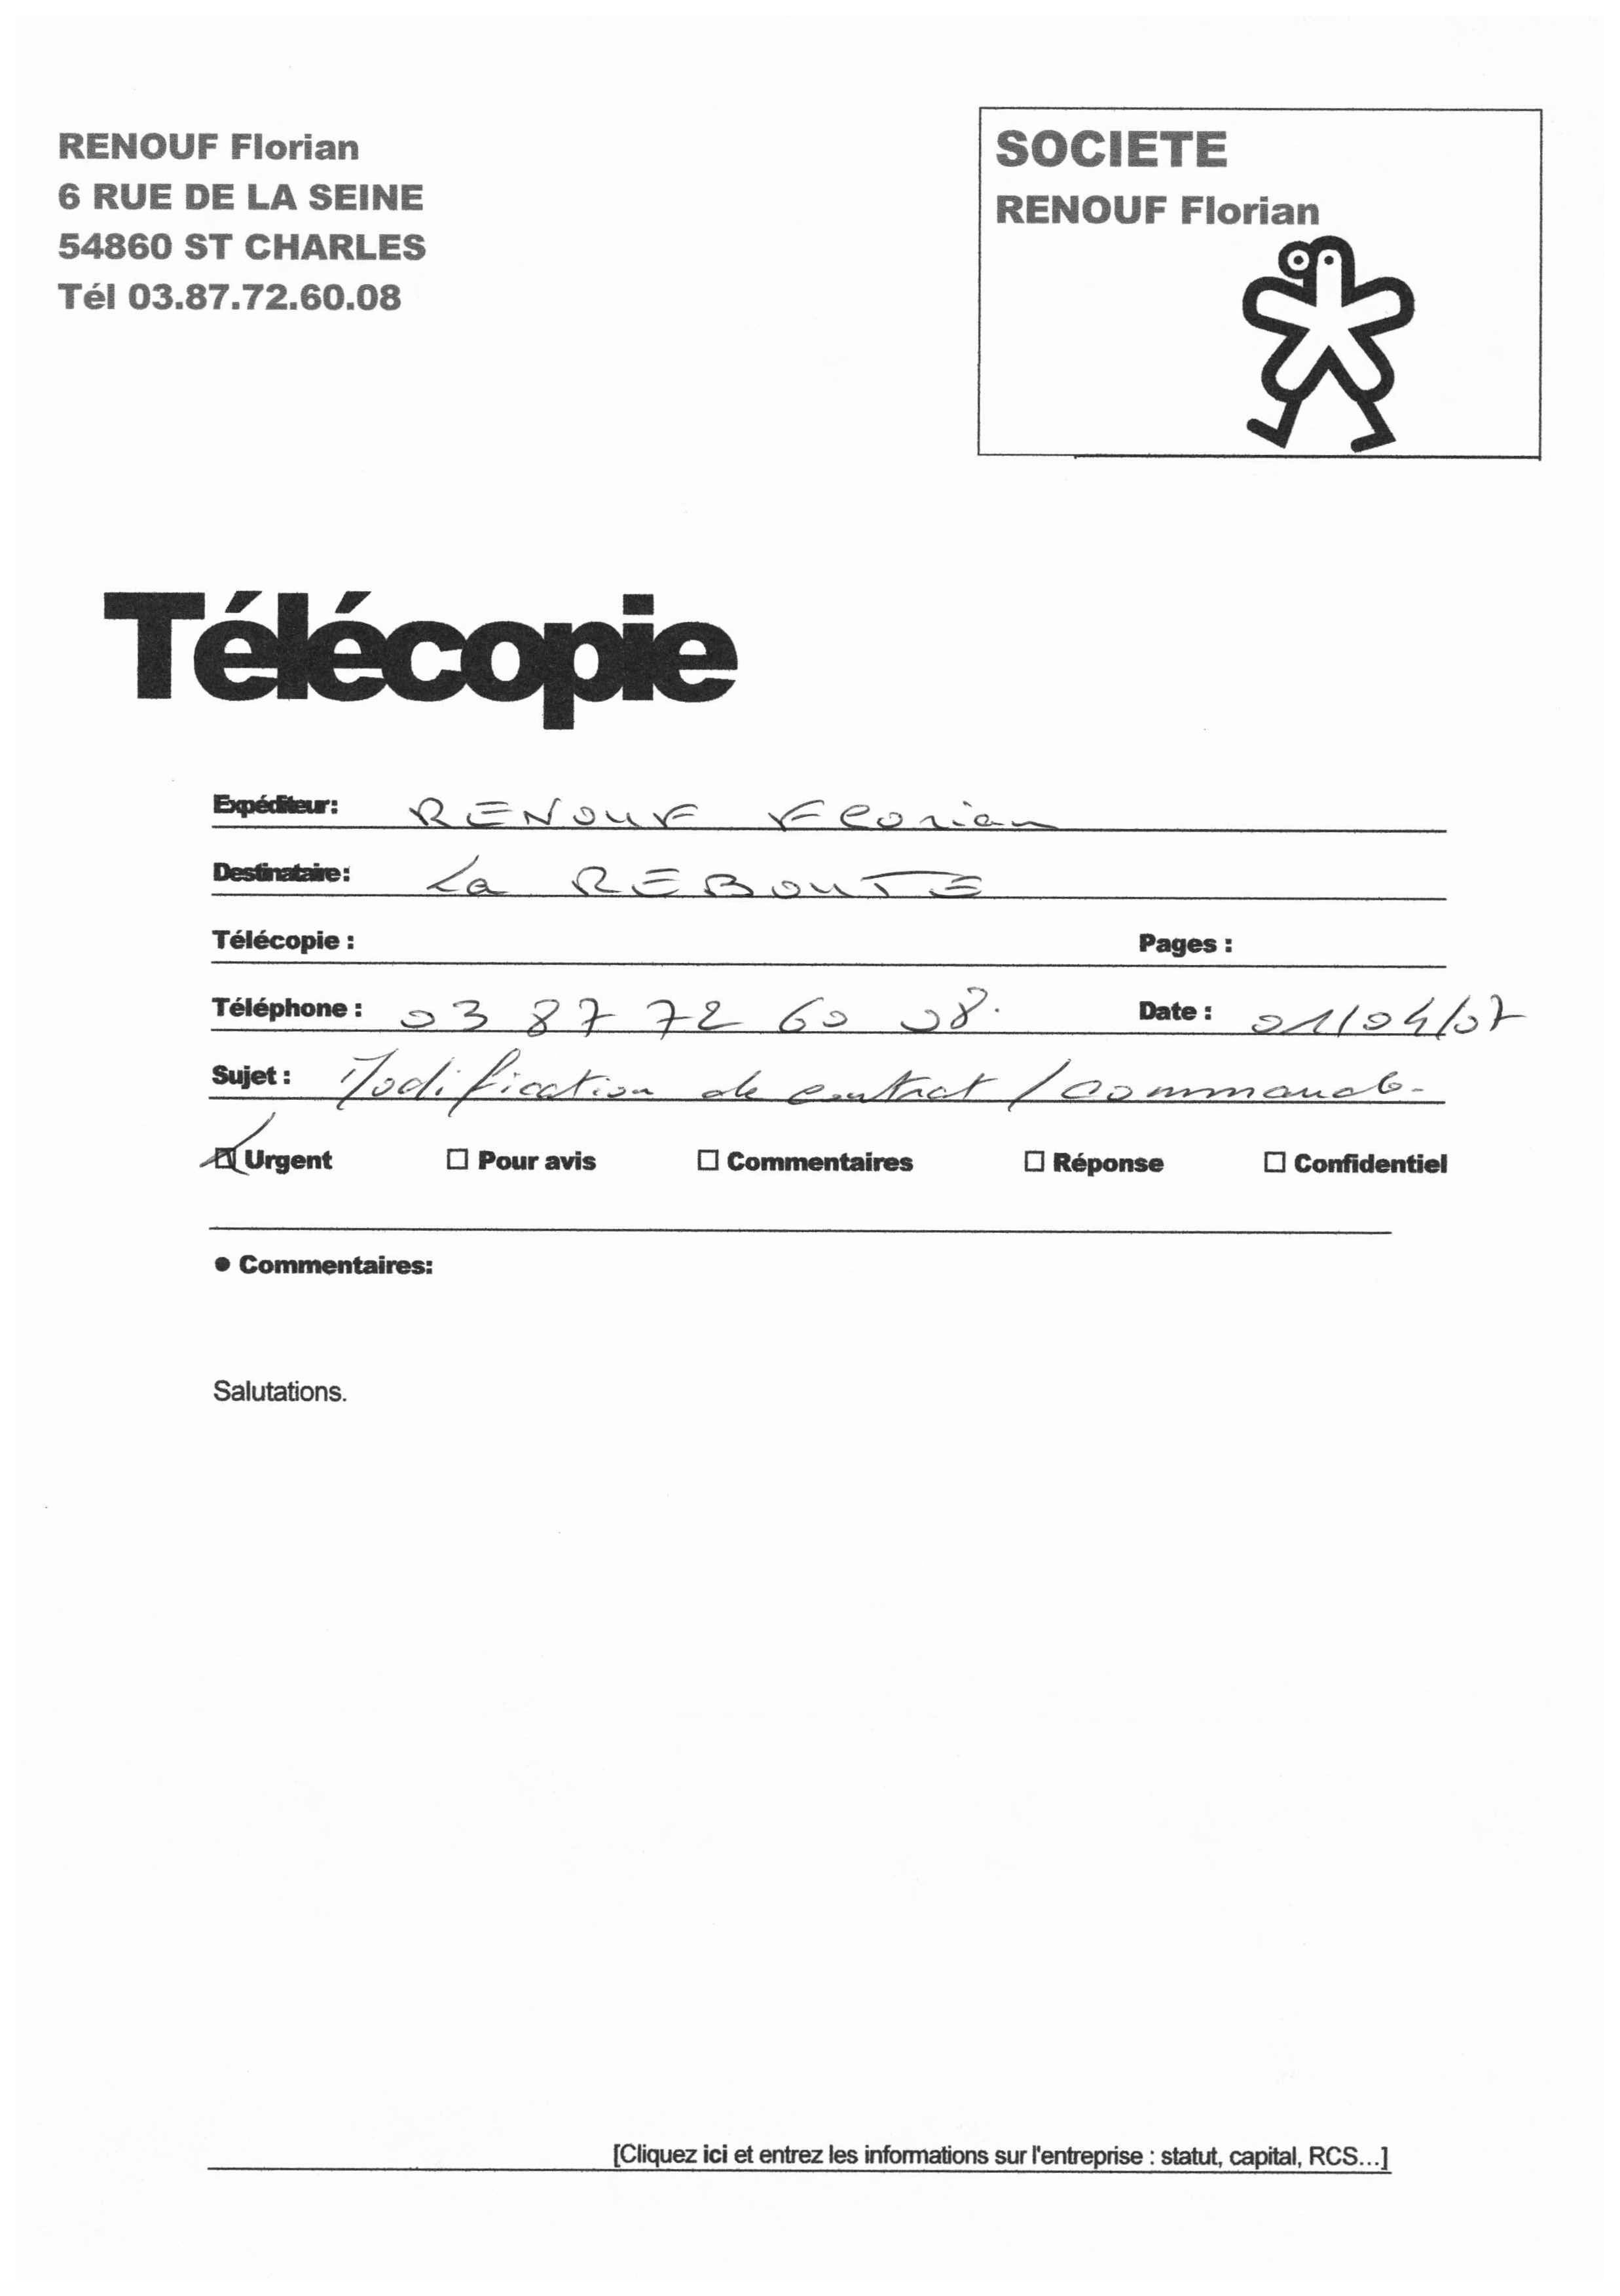 RENOUF Florian
6 RUE DE LA SEINE
54860 ST CHARLES
Tél 03.87.72.60.08
SOCIETE
RENOUF Florian
Télécopie
Expéditeur: RENOUF Florian
Destinataire: La REBOUTE
Télécopie : Pages :
Téléphone : 03 87 72 60 08. Date : 01/04/07
Sujet : Modification de contrat / commande
Urgent Pour avis Commentaires Réponse Confidentiel
• Commentaires:
Salutations.
[Cliquez ici et entrez les informations sur l'entreprise : statut, capital, RCS...]